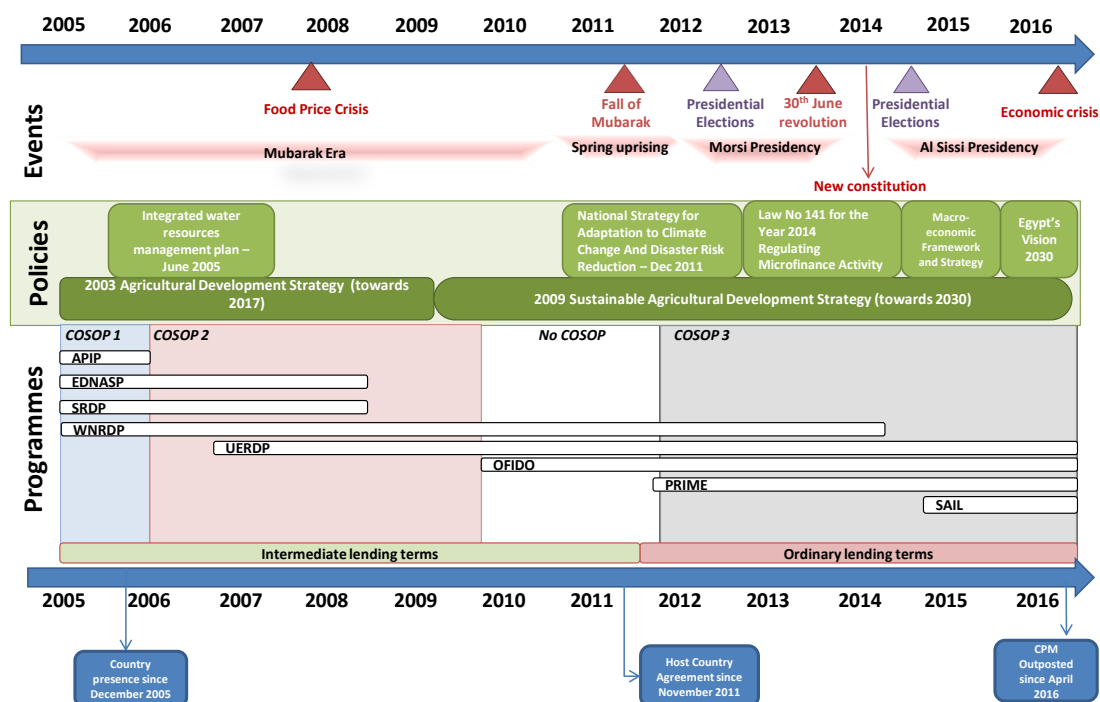 2005 2006 2007 2008 2009 2010 2011 2012 2013 2014 2015 2016
Events
Food Price Crisis
Fall of
Mubarak
Presidential
Elections
30th June
revolution
Presidential
Elections
Economic crisis
Mubarak Era
Spring uprising
Morsi Presidency
Al Sissi Presidency
New constitution
Policies
Integrated water
resources
management plan –
June 2005
National Strategy for
Adaptation to Climate
Change And Disaster Risk
Reduction – Dec 2011
Law No 141 for the
Year 2014
Regulating
Microfinance Activity
Macro-
economic
Framework
and Strategy
Egypt's
Vision
2030
2003 Agricultural Development Strategy (towards
2017)
2009 Sustainable Agricultural Development Strategy (towards 2030)
Programmes
COSOP 1
COSOP 2
No COSOP
COSOP 3
APIP
EDNASP
SRDP
WNRDP
UERDP
OFIDO
PRIME
SAIL
Intermediate lending terms
Ordinary lending terms
2005 2006 2007 2008 2009 2010 2011 2012 2013 2014 2015 2016
Country
presence since
December 2005
Host Country
Agreement since
November 2011
CPM
Outposted
since April
2016